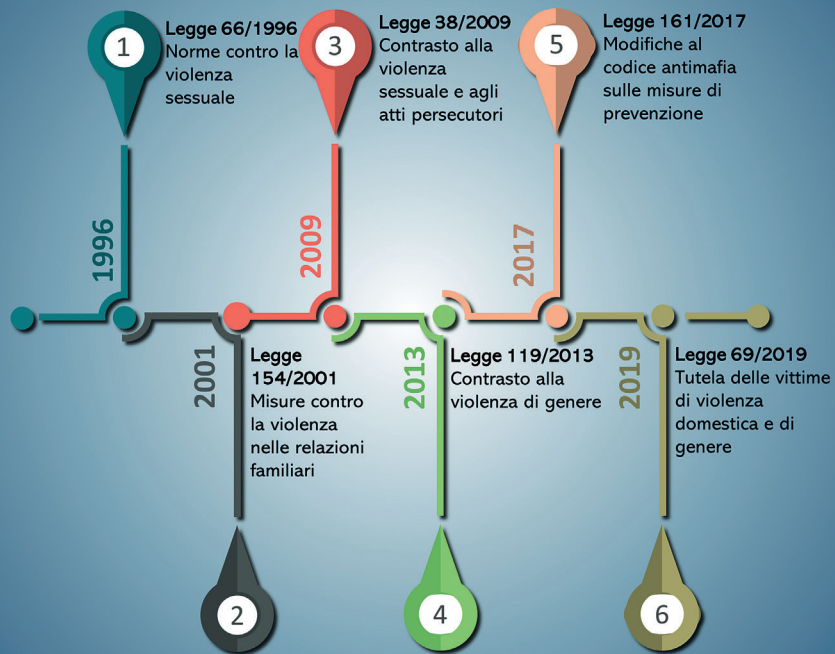 1
Legge 66/1996
Norme contro la
violenza
sessuale
1996
2001
Legge
154/2001
Misure contro
la violenza
nelle relazioni
familiari
2
3
Legge 38/2009
Contrasto alla
violenza
sessuale e agli
atti persecutori
2009
2013
Legge 119/2013
Contrasto alla
violenza di genere
4
5
Legge 161/2017
Modifiche al
codice antimafia
sulle misure di
prevenzione
2017
2019
Legge 69/2019
Tutela delle vittime
di violenza
domestica e di
genere
6